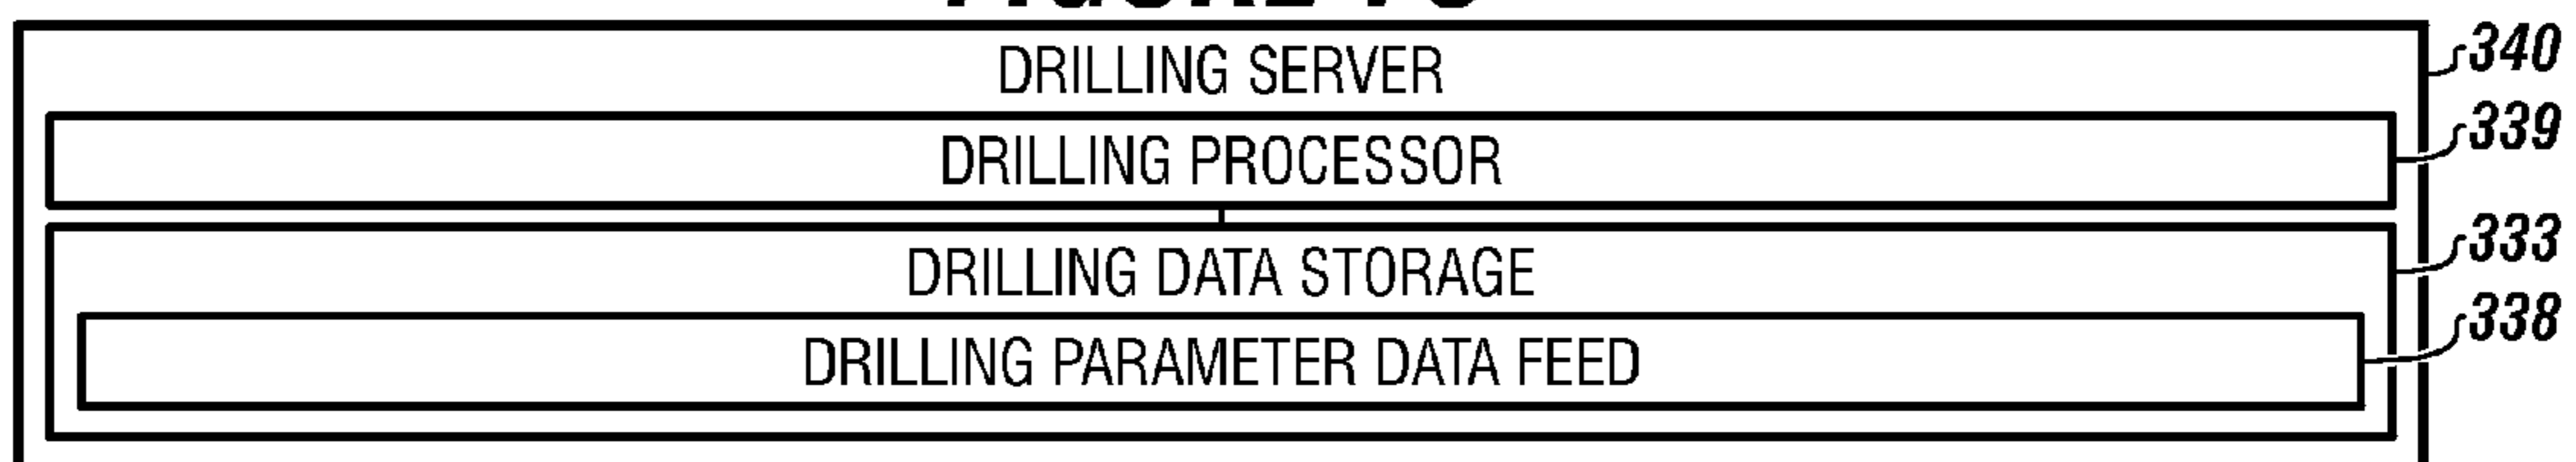 DRILLING SERVER 340
DRILLING PROCESSOR 339
DRILLING DATA STORAGE 333
DRILLING PARAMETER DATA FEED 338